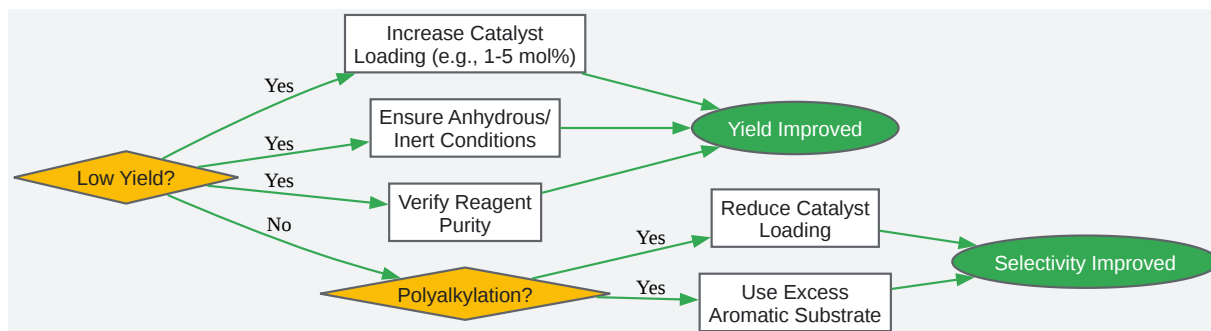 Increase Catalyst
Loading (e.g., 1-5 mol%)
Yes
Ensure Anhydrous/
Inert Conditions
Yes
Yield Improved
Low Yield?
Yes
Verify Reagent
Purity
No
Reduce Catalyst
Loading
Yes
Selectivity Improved
Polyalkylation?
Yes
Use Excess
Aromatic Substrate